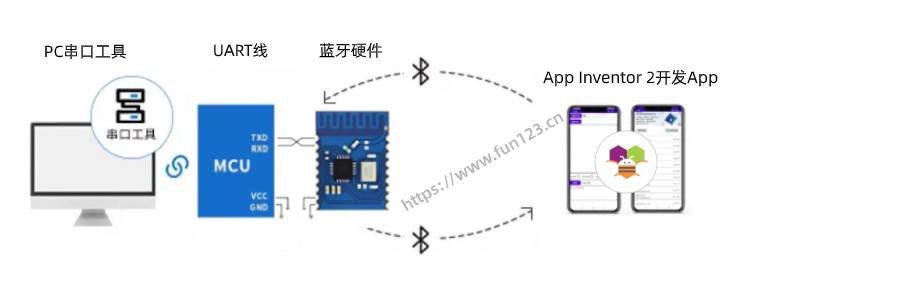 PC串口工具
UART线
蓝牙硬件
App Inventor 2开发App
串口工具
TXD
RXD
MCU
VCC
GND
https://www.fun123.cn